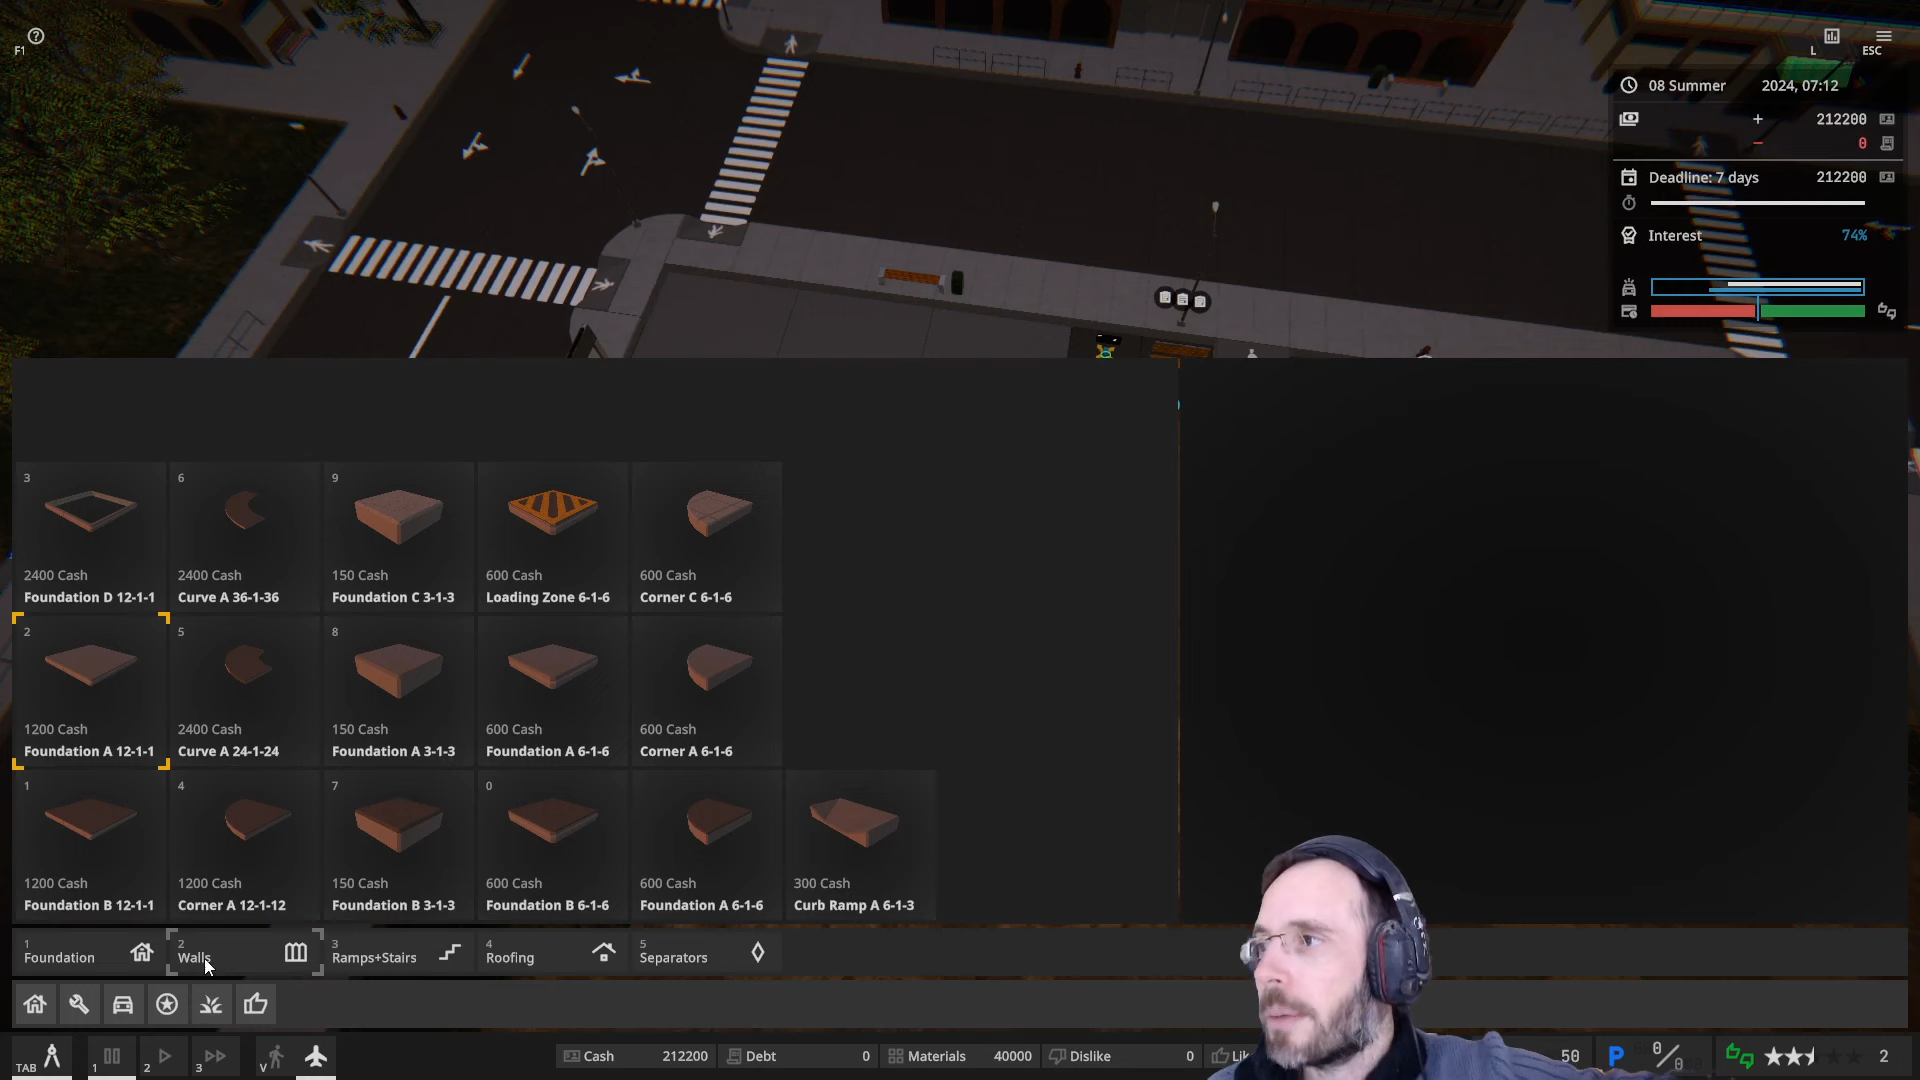 F1
L
ESC
08 Summer 2024, 07:12
+ 212200
− 0
Deadline: 7 days 212200
Interest 74%
3
2400 Cash
Foundation D 12-1-1
6
2400 Cash
Curve A 36-1-36
9
150 Cash
Foundation C 3-1-3
600 Cash
Loading Zone 6-1-6
600 Cash
Corner C 6-1-6
2
1200 Cash
Foundation A 12-1-1
5
2400 Cash
Curve A 24-1-24
8
150 Cash
Foundation A 3-1-3
600 Cash
Foundation A 6-1-6
600 Cash
Corner A 6-1-6
1
1200 Cash
Foundation B 12-1-1
4
1200 Cash
Corner A 12-1-12
7
150 Cash
Foundation B 3-1-3
0
600 Cash
Foundation B 6-1-6
600 Cash
Foundation A 6-1-6
300 Cash
Curb Ramp A 6-1-3
1 Foundation
2 Walls
3 Ramps+Stairs
4 Roofing
5 Separators
TAB 1 2 3 V
Cash 212200
Debt 0
Materials 40000
Dislike 0
50
P 0/0
2